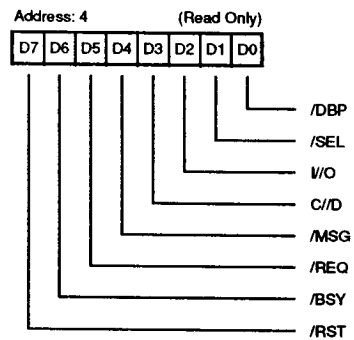 Address: 4 (Read Only)
D7 D6 D5 D4 D3 D2 D1 D0
/DBP
/SEL
I//O
C//D
/MSG
/REQ
/BSY
/RST